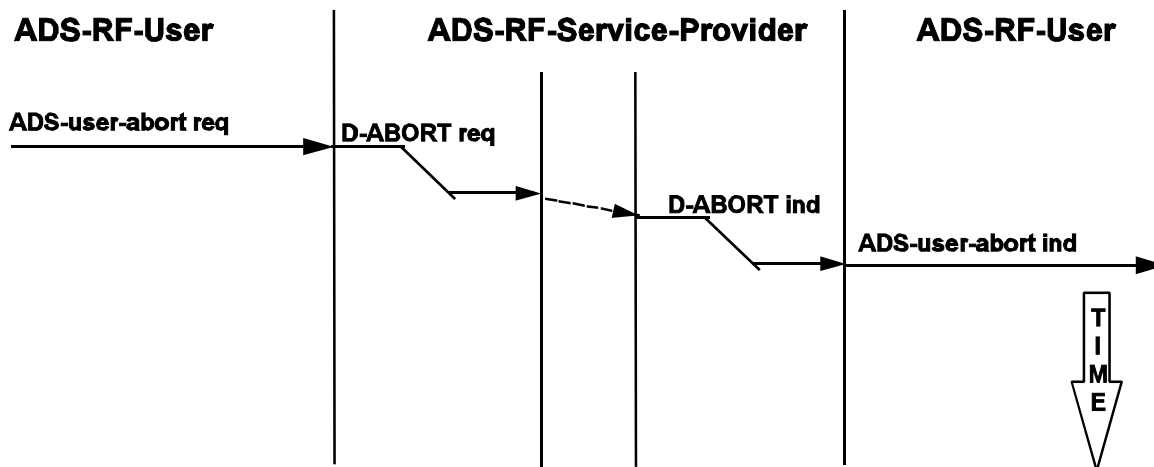 ADS-RF-User
ADS-RF-Service-Provider
ADS-RF-User
ADS-user-abort req
D-ABORT req
D-ABORT ind
ADS-user-abort ind
T
I
M
E